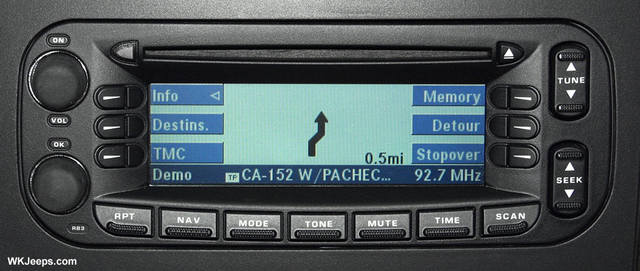 ON
VOL
OK
RB3
Info
Destins.
TMC
Demo
TP CA-152 W/PACHEC... 92.7 MHz
0.5mi
Memory
Detour
Stopover
TUNE
SEEK
RPT
NAV
MODE
TONE
MUTE
TIME
SCAN
WKJeeps.com